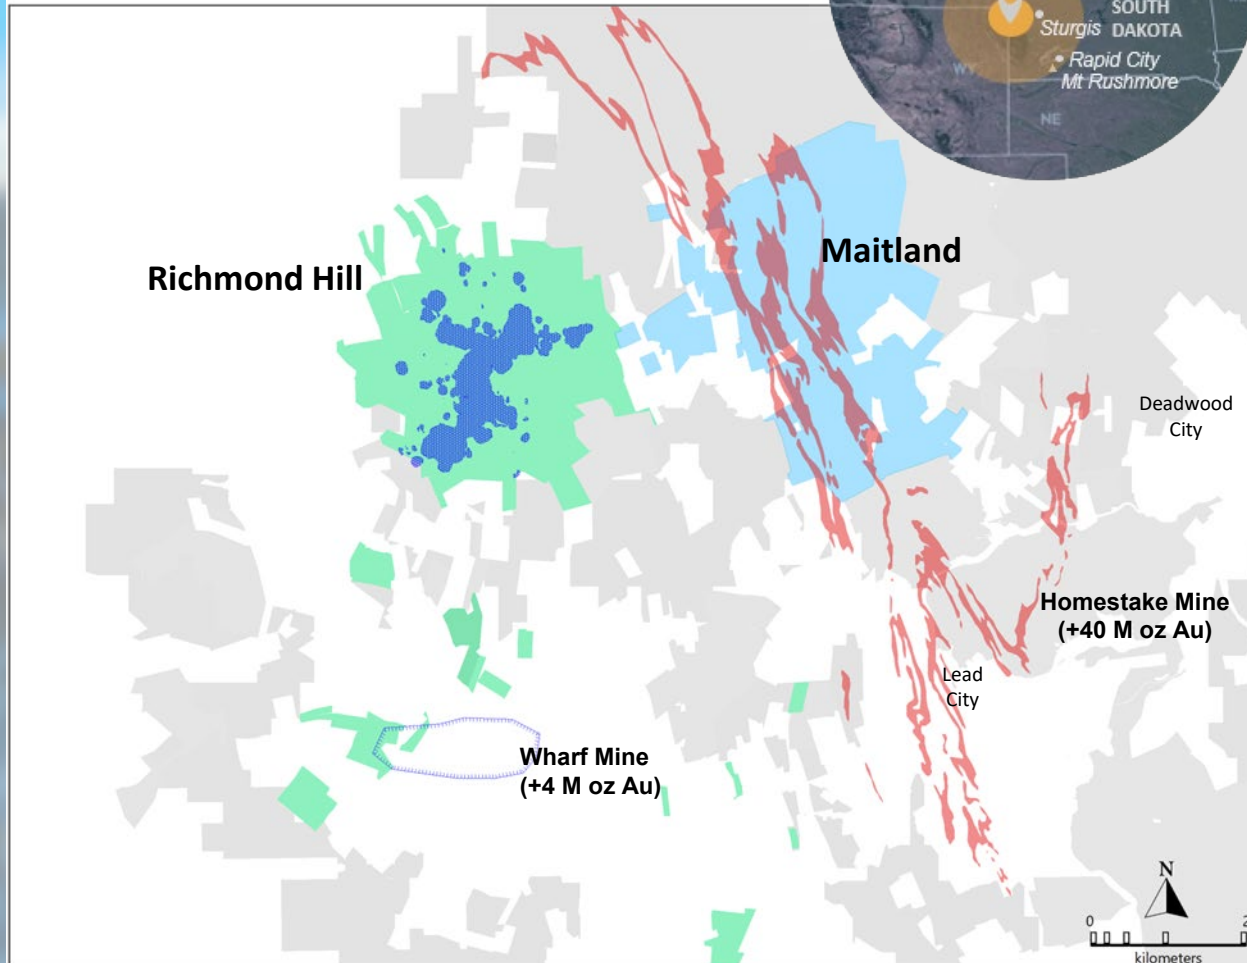 SOUTH
DAKOTA
Sturgis
Rapid City
Mt Rushmore
WY
NE
Richmond Hill
Maitland
Deadwood
City
Homestake Mine
(+40 M oz Au)
Lead
City
Wharf Mine
(+4 M oz Au)
N
0
2
kilometers